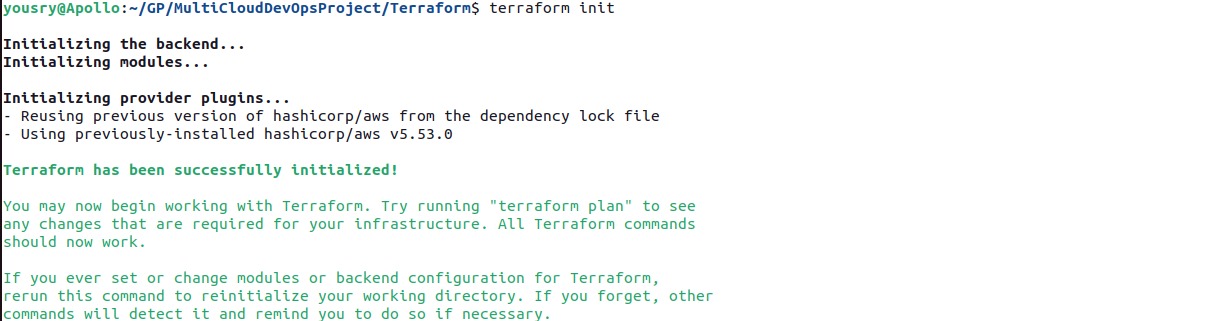 yousry@Apollo:~/GP/MultiCloudDevOpsProject/Terraform$ terraform init
Initializing the backend...
Initializing modules...
Initializing provider plugins...
- Reusing previous version of hashicorp/aws from the dependency lock file
- Using previously-installed hashicorp/aws v5.53.0
Terraform has been successfully initialized!
You may now begin working with Terraform. Try running "terraform plan" to see
any changes that are required for your infrastructure. All Terraform commands
should now work.
If you ever set or change modules or backend configuration for Terraform,
rerun this command to reinitialize your working directory. If you forget, other
commands will detect it and remind you to do so if necessary.